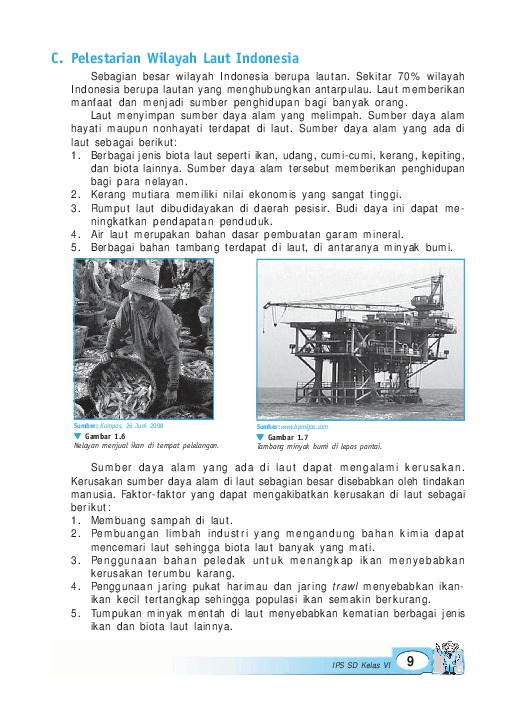 C. Pelestarian Wilayah Laut Indonesia
Sebagian besar wilayah Indonesia berupa lautan. Sekitar 70% wilayah
Indonesia berupa lautan yang menghubungkan antarpulau. Laut memberikan
manfaat dan menjadi sumber penghidupan bagi banyak orang.
Laut menyimpan sumber daya alam yang melimpah. Sumber daya alam
hayati maupun nonhayati terdapat di laut. Sumber daya alam yang ada di
laut sebagai berikut:
1. Berbagai jenis biota laut seperti ikan, udang, cumi-cumi, kerang, kepiting,
dan biota lainnya. Sumber daya alam tersebut memberikan penghidupan
bagi para nelayan.
2. Kerang mutiara memiliki nilai ekonomis yang sangat tinggi.
3. Rumput laut dibudidayakan di daerah pesisir. Budi daya ini dapat me-
ningkatkan pendapatan penduduk.
4. Air laut merupakan bahan dasar pembuatan garam mineral.
5. Berbagai bahan tambang terdapat di laut, di antaranya minyak bumi.
Sumber: Kompas, 26 Juni 2008
▼ Gambar 1.6
Nelayan menjual ikan di tempat pelelangan.
Sumber: www.bpmigas.com
▼ Gambar 1.7
Tambang minyak bumi di lepas pantai.
Sumber daya alam yang ada di laut dapat mengalami kerusakan.
Kerusakan sumber daya alam di laut sebagian besar disebabkan oleh tindakan
manusia. Faktor-faktor yang dapat mengakibatkan kerusakan di laut sebagai
berikut:
1. Membuang sampah di laut.
2. Pembuangan limbah industri yang mengandung bahan kimia dapat
mencemari laut sehingga biota laut banyak yang mati.
3. Penggunaan bahan peledak untuk menangkap ikan menyebabkan
kerusakan terumbu karang.
4. Penggunaan jaring pukat harimau dan jaring trawl menyebabkan ikan-
ikan kecil tertangkap sehingga populasi ikan semakin berkurang.
5. Tumpukan minyak mentah di laut menyebabkan kematian berbagai jenis
ikan dan biota laut lainnya.
IPS SD Kelas VI 9